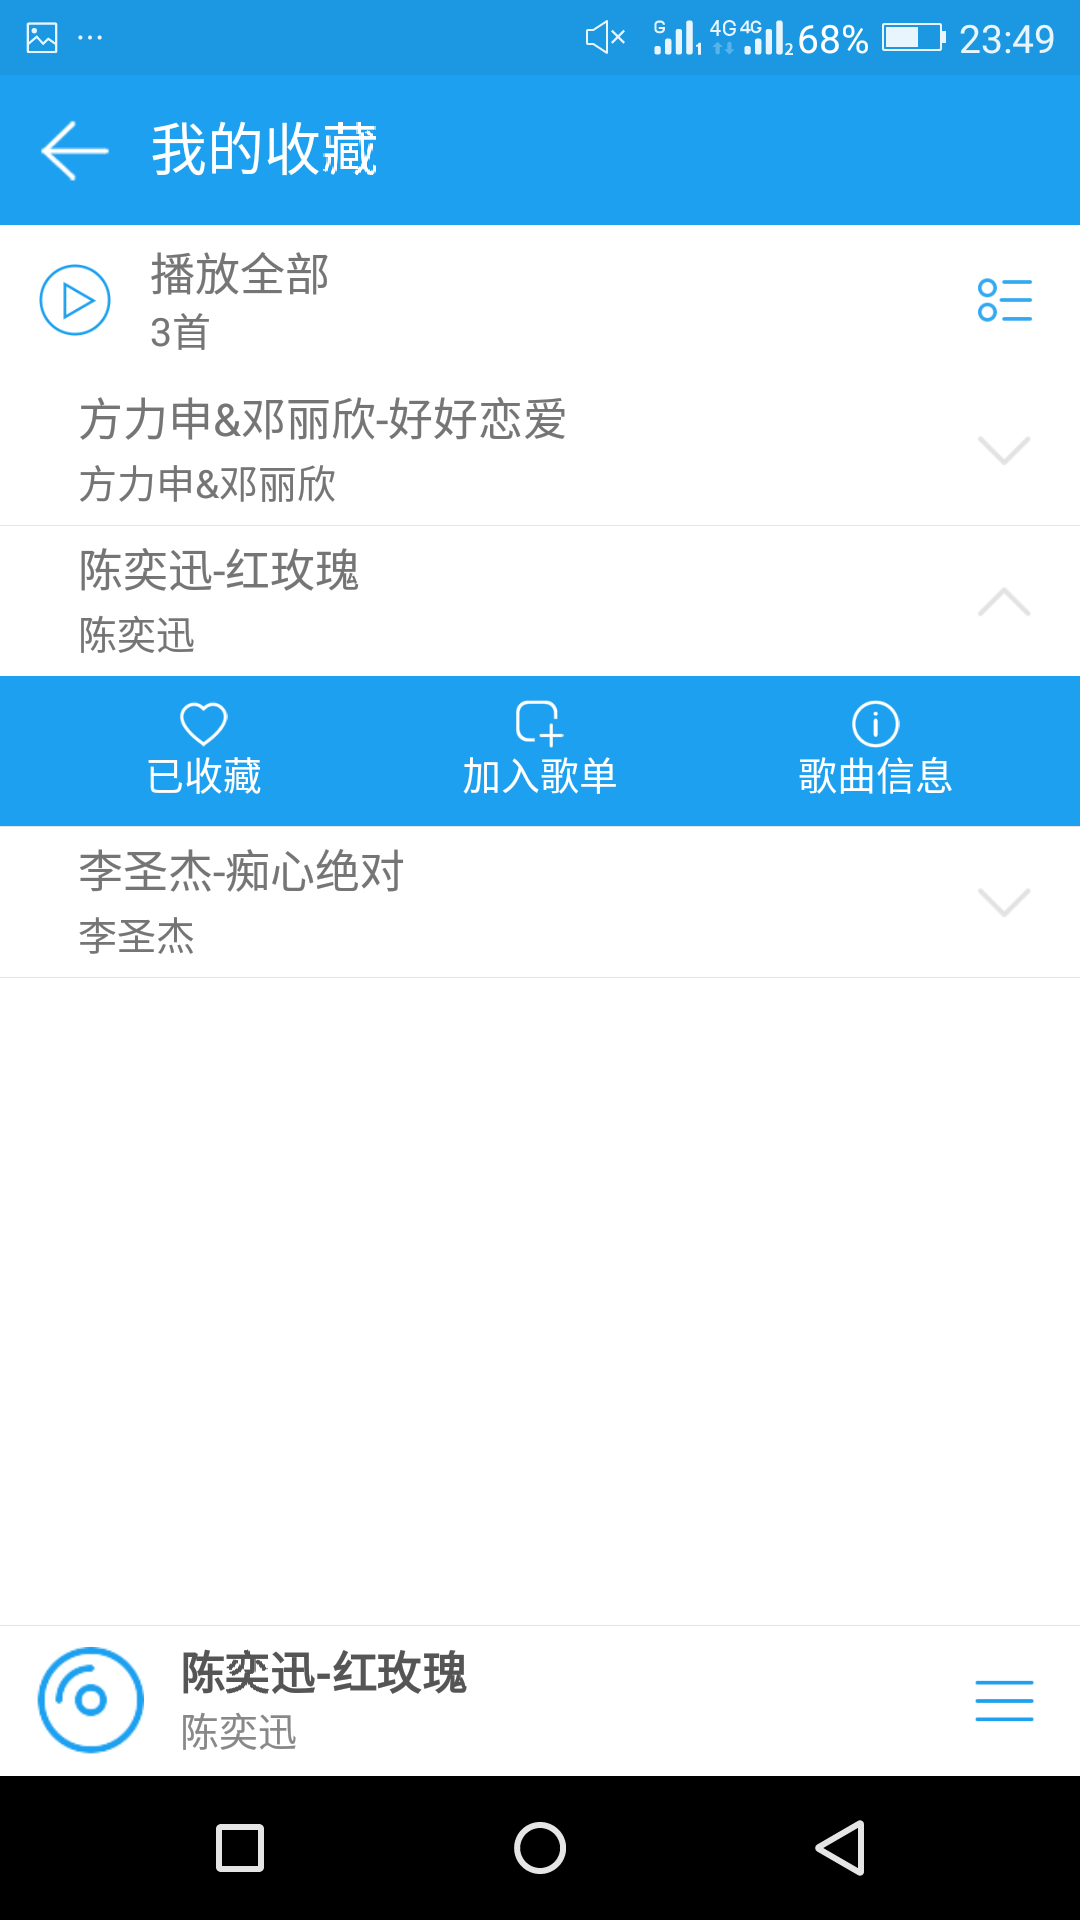 G 1 4G 4G 2 68% 23:49
我的收藏
播放全部
3首
方力申&邓丽欣-好好恋爱
方力申&邓丽欣
陈奕迅-红玫瑰
陈奕迅
已收藏 加入歌单 歌曲信息
李圣杰-痴心绝对
李圣杰
陈奕迅-红玫瑰
陈奕迅